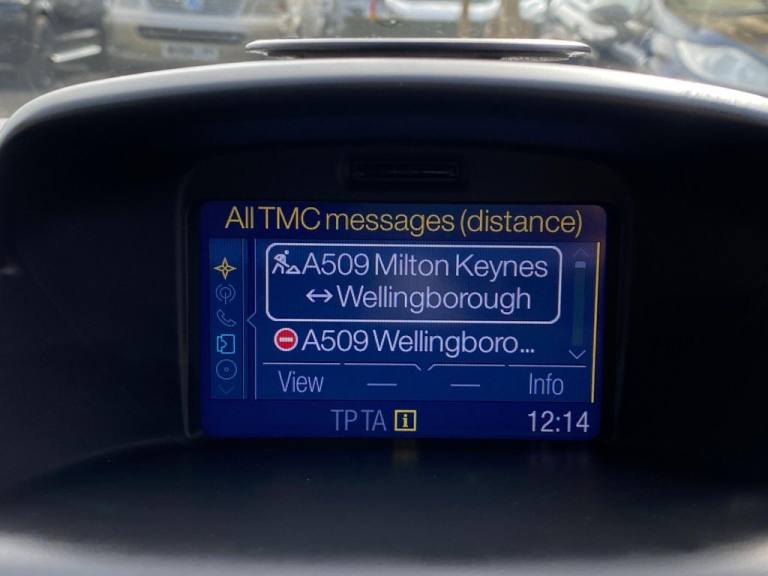 All TMC messages (distance)
A509 Milton Keynes
↔ Wellingborough
A509 Wellingboro...
View — — Info
TP TA i 12:14